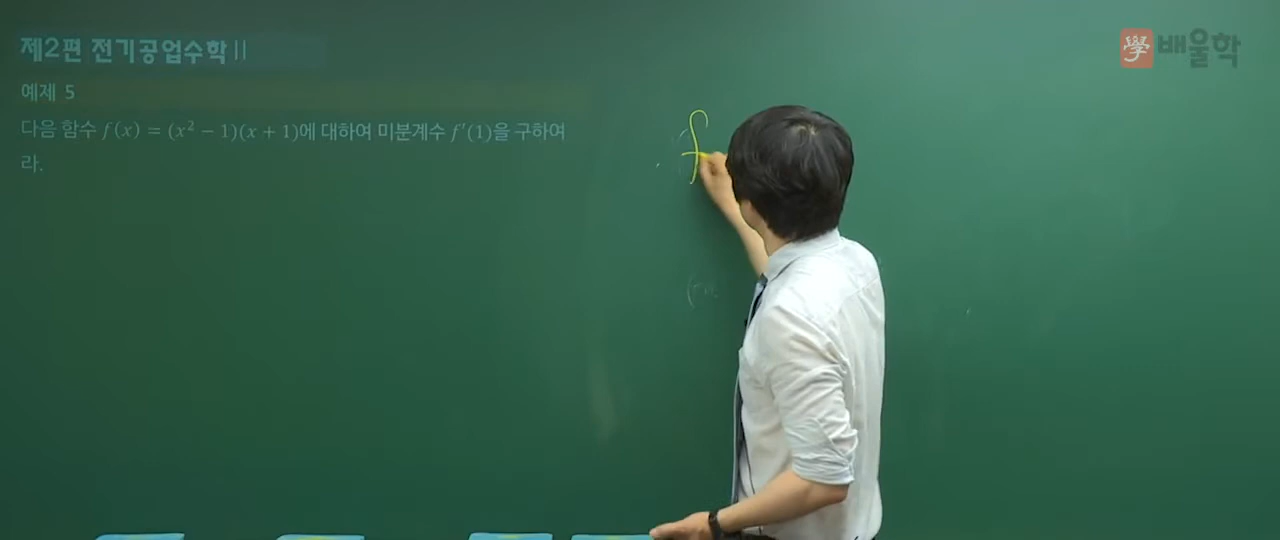 제2편 전기공업수학 II
學 배울학
예제 5
다음 함수 f(x) = (x² − 1)(x + 1)에 대하여 미분계수 f′(1)을 구하여
라.
f